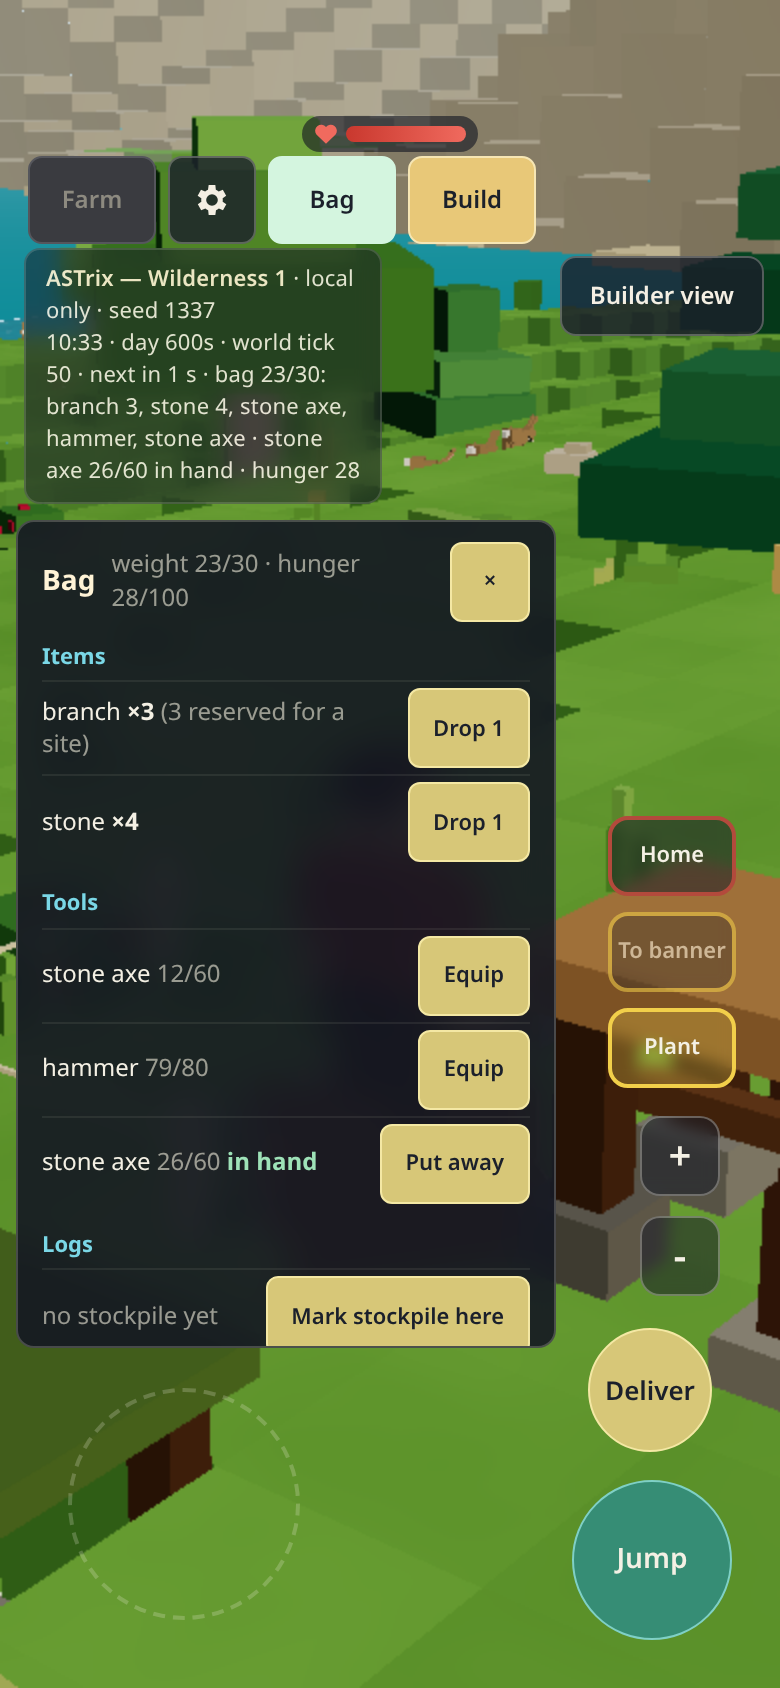 Farm
Bag
Build
ASTrix — Wilderness 1 · local
only · seed 1337
10:33 · day 600s · world tick
50 · next in 1 s · bag 23/30:
branch 3, stone 4, stone axe,
hammer, stone axe · stone
axe 26/60 in hand · hunger 28
Builder view
Bag
weight 23/30 · hunger
28/100
×
Items
branch ×3 (3 reserved for a
site)
Drop 1
stone ×4
Drop 1
Tools
stone axe 12/60
Equip
hammer 79/80
Equip
stone axe 26/60 in hand
Put away
Logs
no stockpile yet
Mark stockpile here
Home
To banner
Plant
+
-
Deliver
Jump